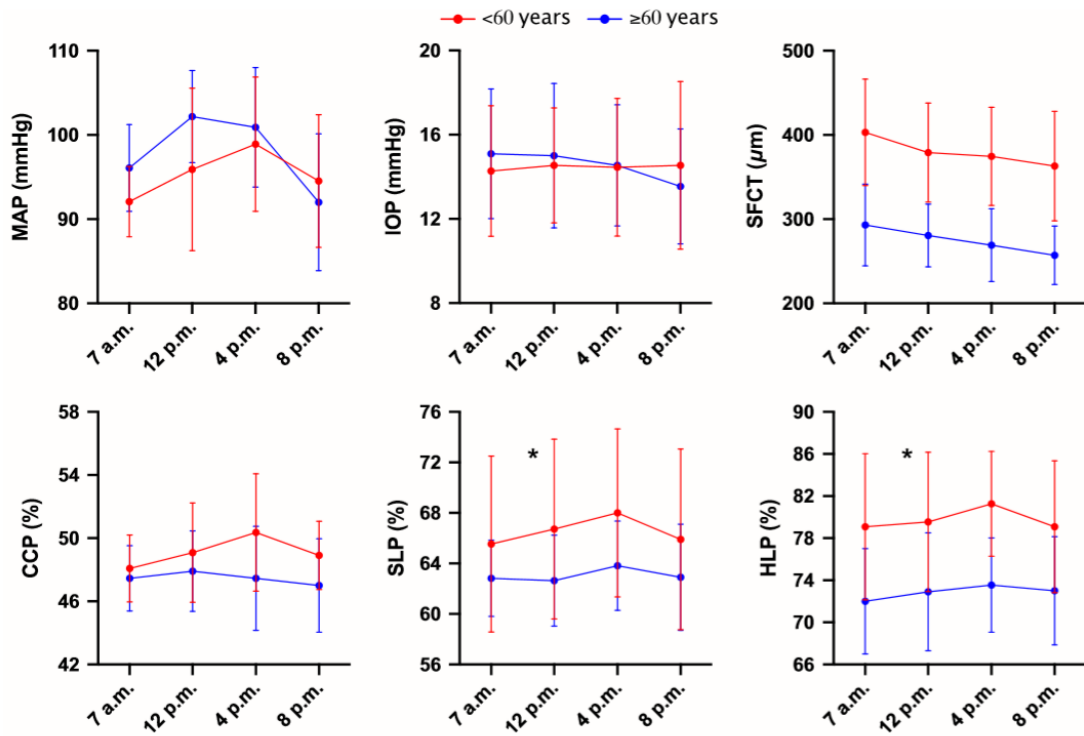 <60 years ≥60 years
MAP (mmHg)
110
100
90
80
7 a.m. 12 p.m. 4 p.m. 8 p.m.
IOP (mmHg)
20
16
12
8
7 a.m. 12 p.m. 4 p.m. 8 p.m.
SFCT (µm)
500
400
300
200
7 a.m. 12 p.m. 4 p.m. 8 p.m.
CCP (%)
58
54
50
46
42
7 a.m. 12 p.m. 4 p.m. 8 p.m.
SLP (%)
76
72
68
64
60
56
*
7 a.m. 12 p.m. 4 p.m. 8 p.m.
HLP (%)
90
86
82
78
74
70
66
*
7 a.m. 12 p.m. 4 p.m. 8 p.m.